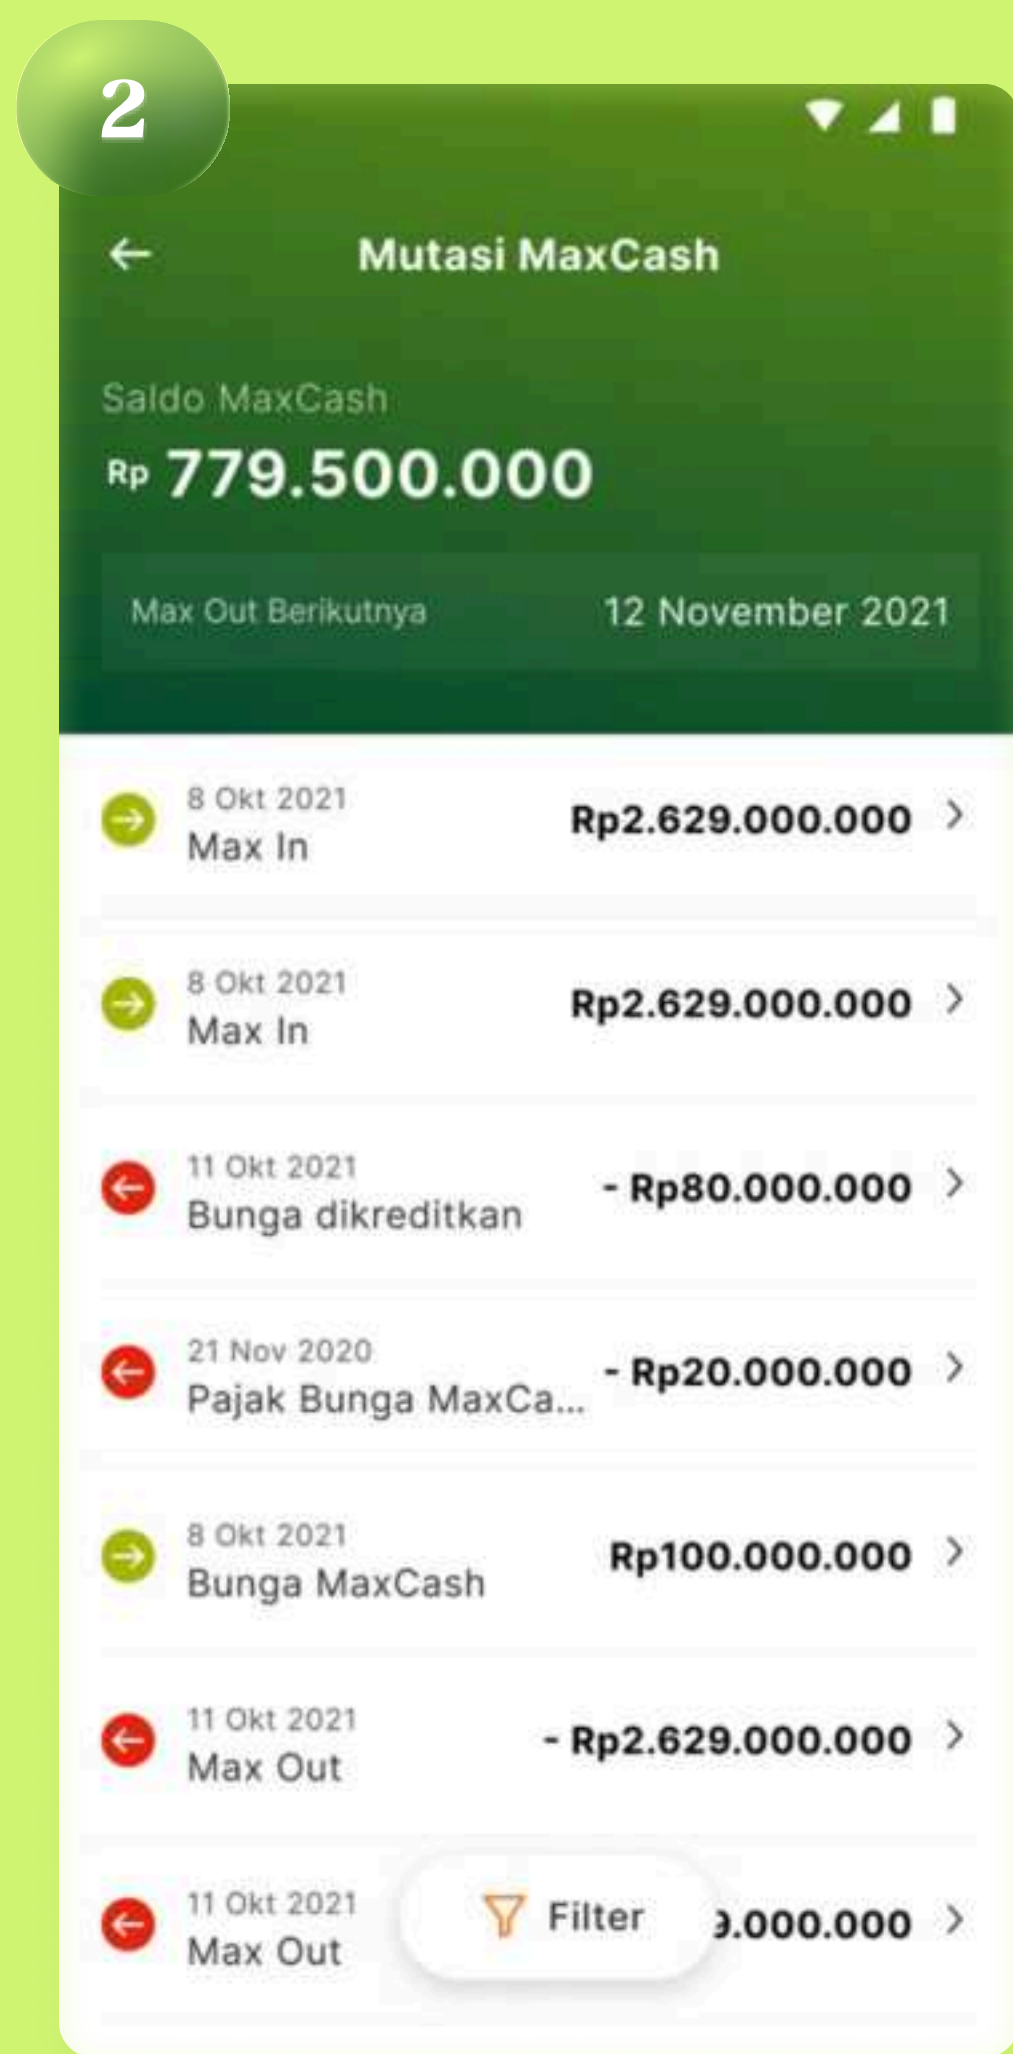 2
Mutasi MaxCash
Saldo MaxCash
Rp 779.500.000
Max Out Berikutnya 12 November 2021
8 Okt 2021
Max In Rp2.629.000.000
8 Okt 2021
Max In Rp2.629.000.000
11 Okt 2021
Bunga dikreditkan - Rp80.000.000
21 Nov 2020
Pajak Bunga MaxCa... - Rp20.000.000
8 Okt 2021
Bunga MaxCash Rp100.000.000
11 Okt 2021
Max Out - Rp2.629.000.000
11 Okt 2021
Max Out Filter 9.000.000